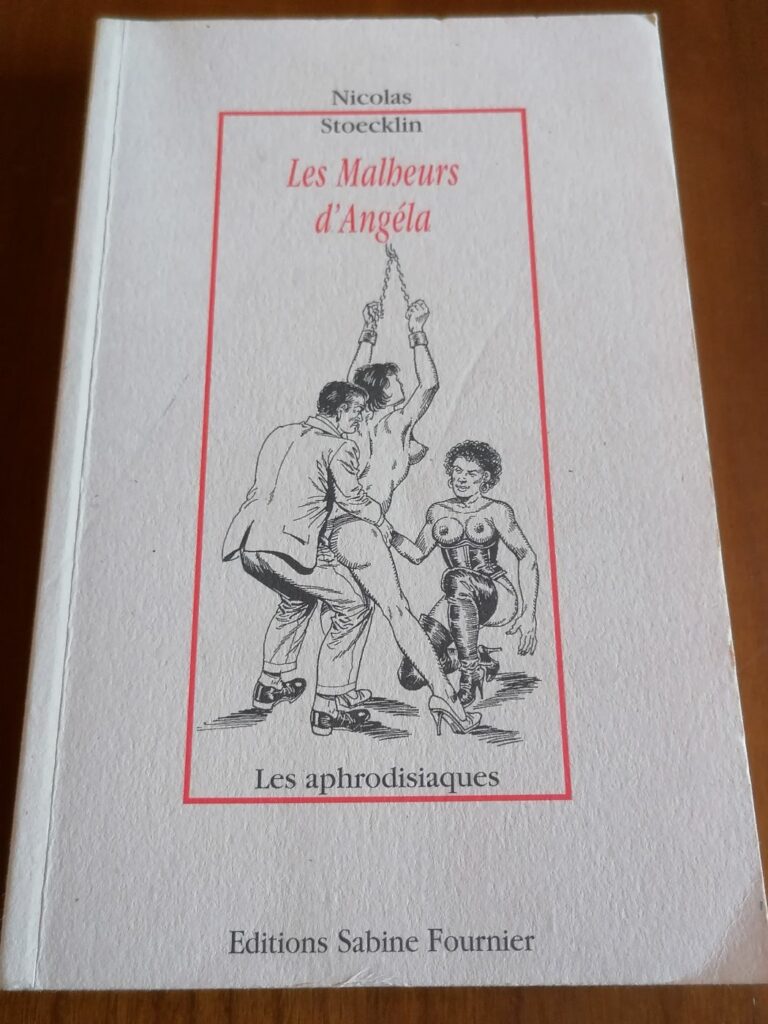 Nicolas
Stoecklin
Les Malheurs
d'Angéla
Les aphrodisiaques
Editions Sabine Fournier